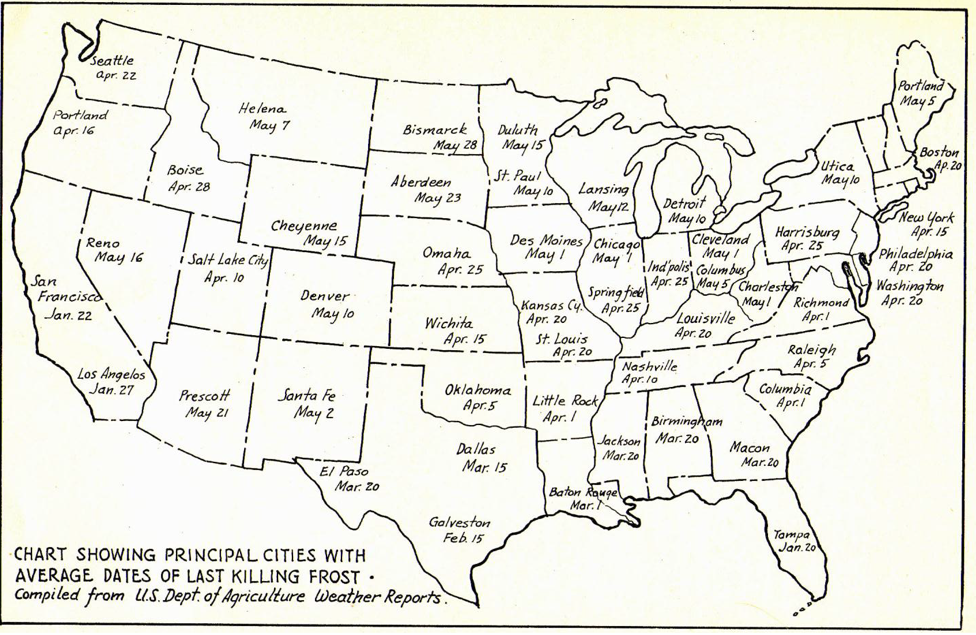 Seattle
Apr. 22
Portland
Apr. 16
Helena
May 7
Boise
Apr. 28
Bismarck
May 28
Duluth
May 15
Aberdeen
May 23
St. Paul
May 10
Cheyenne
May 15
Reno
May 16
Salt Lake City
Apr. 10
San
Francisco
Jan. 22
Los Angelos
Jan. 27
Denver
May 10
Omaha
Apr. 25
Wichita
Apr. 15
Prescott
May 21
Santa Fe
May 2
Oklahoma
Apr. 5
Dallas
Mar. 15
El Paso
Mar. 20
Galveston
Feb. 15
Des Moines
May 1
Kansas Cy.
Apr. 20
St. Louis
Apr. 20
Little Rock
Apr. 1
Baton Rouge
Mar. 1
Lansing
May 12
Detroit
May 10
Chicago
May 1
Springfield
Apr. 25
Ind'polis
Apr. 25
Cleveland
May 1
Columbus
May 5
Charleston
May 1
Louisville
Apr. 20
Nashville
Apr. 10
Jackson
Mar. 20
Birmingham
Mar. 20
Macon
Mar. 20
Tampa
Jan. 20
Columbia
Apr. 1
Raleigh
Apr. 5
Richmond
Apr. 1
Harrisburg
Apr. 25
Utica
May 10
Portland
May 5
Boston
Ap. 20
New York
Apr. 15
Philadelphia
Apr. 20
Washington
Apr. 20
CHART SHOWING PRINCIPAL CITIES WITH
AVERAGE DATES OF LAST KILLING FROST •
Compiled from U.S. Dept. of Agriculture Weather Reports.